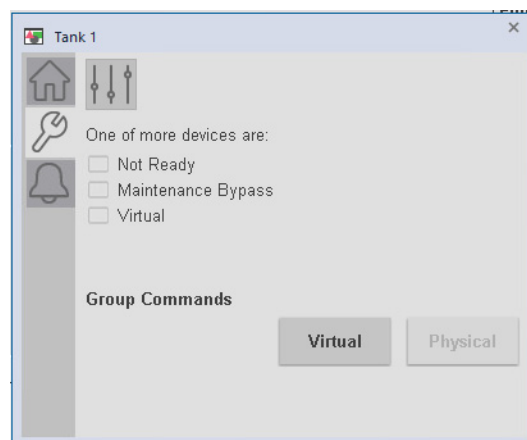 Tank 1
One of more devices are:
Not Ready
Maintenance Bypass
Virtual
Group Commands
Virtual
Physical